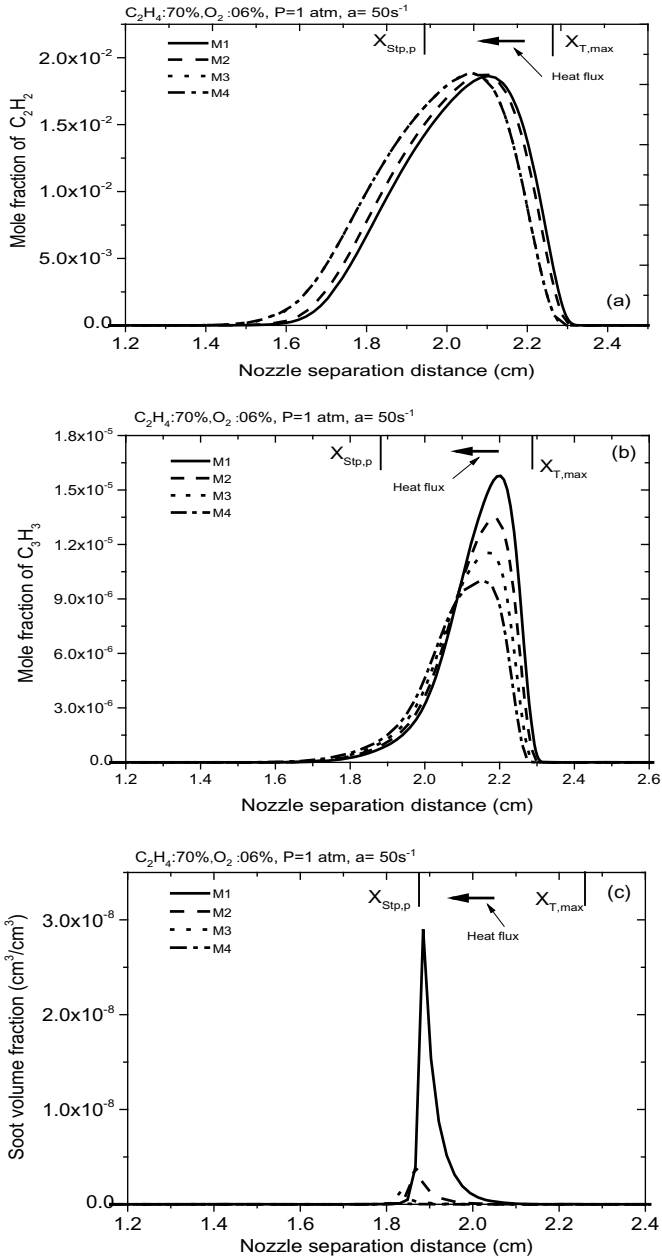 C₂H₄:70%,O₂ :06%, P=1 atm, a= 50s⁻¹
M1
M2
M3
M4
X_Stp,p
X_T,max
Heat flux
2.0x10⁻²
1.5x10⁻²
1.0x10⁻²
5.0x10⁻³
0.0
Mole fraction of C₂H₂
(a)
1.2 1.4 1.6 1.8 2.0 2.2 2.4
Nozzle separation distance (cm)
C₂H₄:70%,O₂ :06%, P=1 atm, a= 50s⁻¹
1.8x10⁻⁵
1.5x10⁻⁵
1.2x10⁻⁵
9.0x10⁻⁶
6.0x10⁻⁶
3.0x10⁻⁶
0.0
M1
M2
M3
M4
X_Stp,p
Heat flux
X_T,max
(b)
Mole fraction of C₃H₃
1.2 1.4 1.6 1.8 2.0 2.2 2.4 2.6
Nozzle separation distance (cm)
C₂H₄:70%,O₂ :06%, P=1 atm, a= 50s⁻¹
M1
M2
M3
M4
X_Stp,p
X_T,max
(c)
Heat flux
3.0x10⁻⁸
2.0x10⁻⁸
1.0x10⁻⁸
0.0
Soot volume fraction (cm³/cm³)
1.2 1.4 1.6 1.8 2.0 2.2 2.4
Nozzle separation distance (cm)